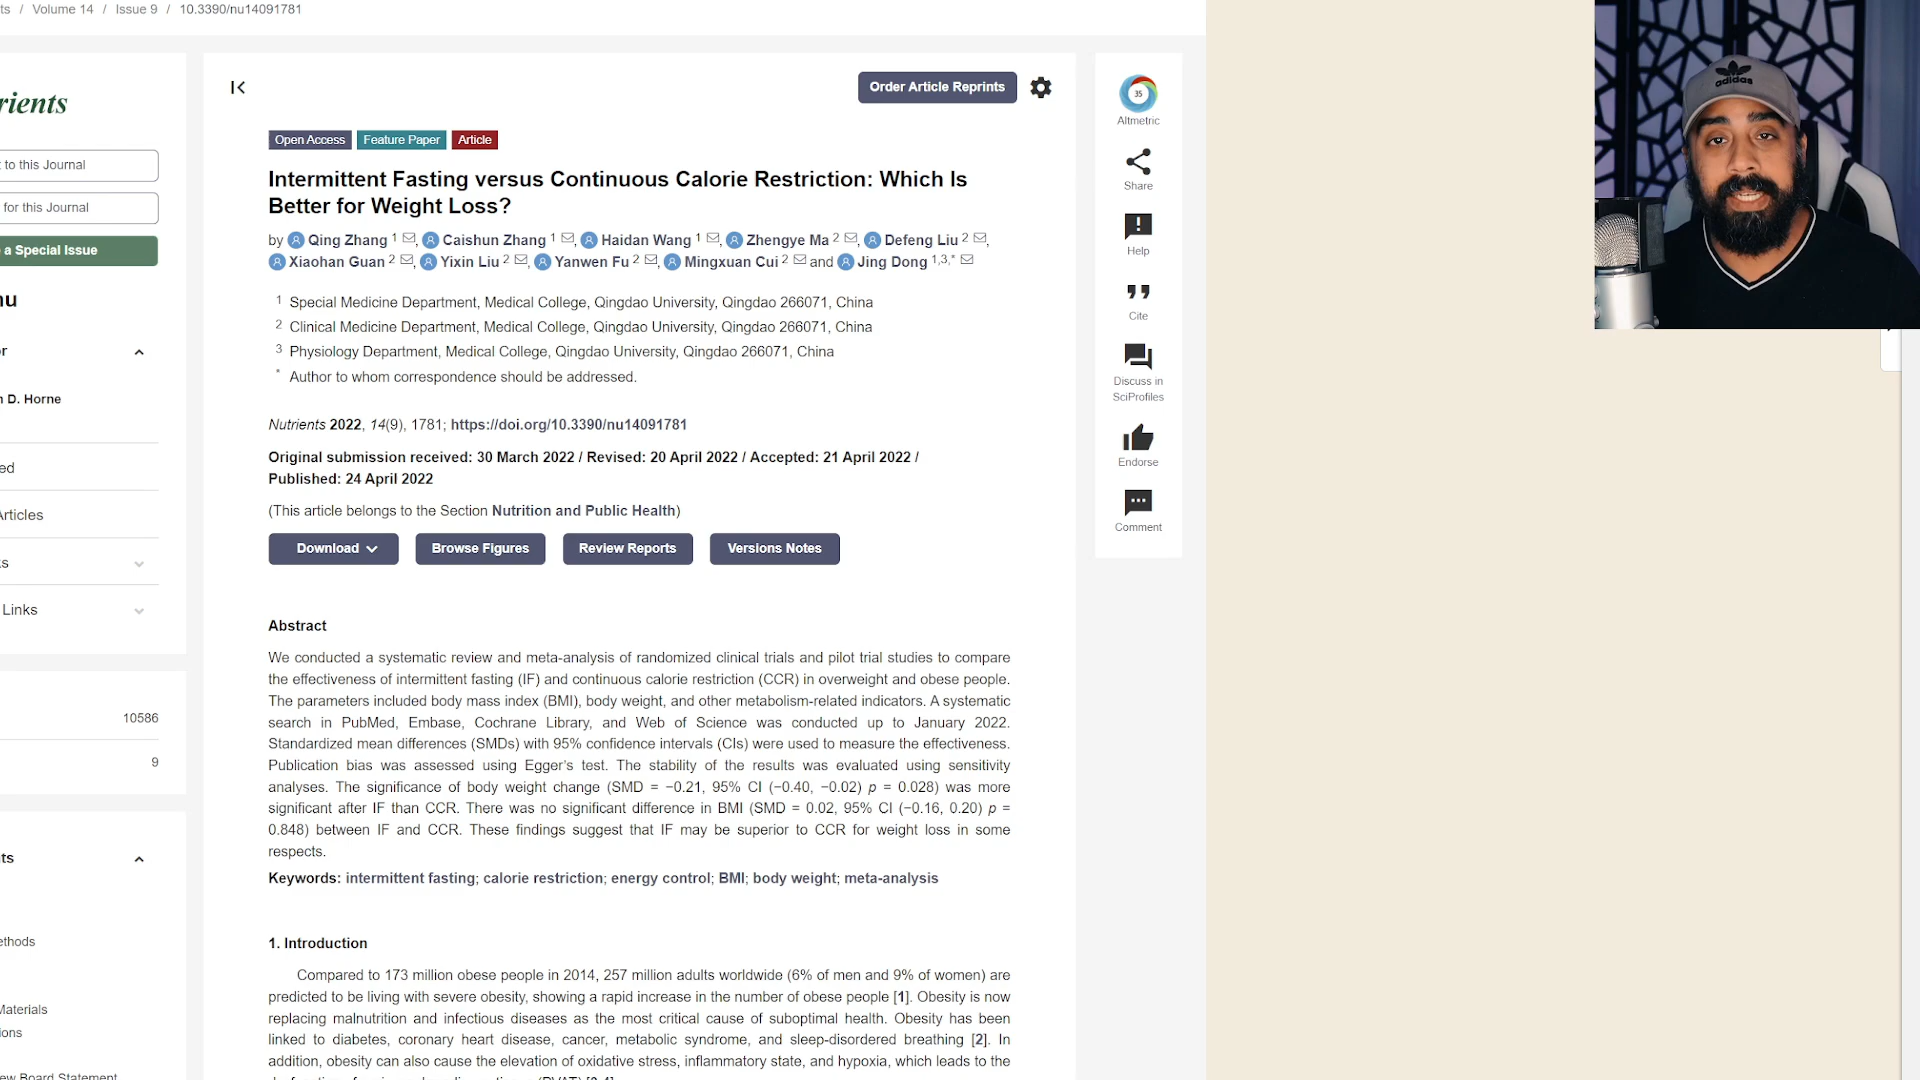 ts / Volume 14 / Issue 9 / 10.3390/nu14091781
rients
to this Journal
for this Journal
a Special Issue
nu
r
n D. Horne
ed
Articles
ks
Links
10586
9
ts
ethods
Materials
ions
ew Board Statement
Order Article Reprints
Open Access Feature Paper Article
Intermittent Fasting versus Continuous Calorie Restriction: Which Is
Better for Weight Loss?
by Qing Zhang 1, Caishun Zhang 1, Haidan Wang 1, Zhengye Ma 2, Defeng Liu 2,
Xiaohan Guan 2, Yixin Liu 2, Yanwen Fu 2, Mingxuan Cui 2 and Jing Dong 1,3,*
1 Special Medicine Department, Medical College, Qingdao University, Qingdao 266071, China
2 Clinical Medicine Department, Medical College, Qingdao University, Qingdao 266071, China
3 Physiology Department, Medical College, Qingdao University, Qingdao 266071, China
* Author to whom correspondence should be addressed.
Nutrients 2022, 14(9), 1781; https://doi.org/10.3390/nu14091781
Original submission received: 30 March 2022 / Revised: 20 April 2022 / Accepted: 21 April 2022 /
Published: 24 April 2022
(This article belongs to the Section Nutrition and Public Health)
Download Browse Figures Review Reports Versions Notes
Abstract
We conducted a systematic review and meta-analysis of randomized clinical trials and pilot trial studies to compare
the effectiveness of intermittent fasting (IF) and continuous calorie restriction (CCR) in overweight and obese people.
The parameters included body mass index (BMI), body weight, and other metabolism-related indicators. A systematic
search in PubMed, Embase, Cochrane Library, and Web of Science was conducted up to January 2022.
Standardized mean differences (SMDs) with 95% confidence intervals (CIs) were used to measure the effectiveness.
Publication bias was assessed using Egger's test. The stability of the results was evaluated using sensitivity
analyses. The significance of body weight change (SMD = −0.21, 95% CI (−0.40, −0.02) p = 0.028) was more
significant after IF than CCR. There was no significant difference in BMI (SMD = 0.02, 95% CI (−0.16, 0.20) p =
0.848) between IF and CCR. These findings suggest that IF may be superior to CCR for weight loss in some
respects.
Keywords: intermittent fasting; calorie restriction; energy control; BMI; body weight; meta-analysis
1. Introduction
Compared to 173 million obese people in 2014, 257 million adults worldwide (6% of men and 9% of women) are
predicted to be living with severe obesity, showing a rapid increase in the number of obese people [1]. Obesity is now
replacing malnutrition and infectious diseases as the most critical cause of suboptimal health. Obesity has been
linked to diabetes, coronary heart disease, cancer, metabolic syndrome, and sleep-disordered breathing [2]. In
addition, obesity can also cause the elevation of oxidative stress, inflammatory state, and hypoxia, which leads to the
35
Altmetric
Share
Help
Cite
Discuss in
SciProfiles
Endorse
Comment
adidas